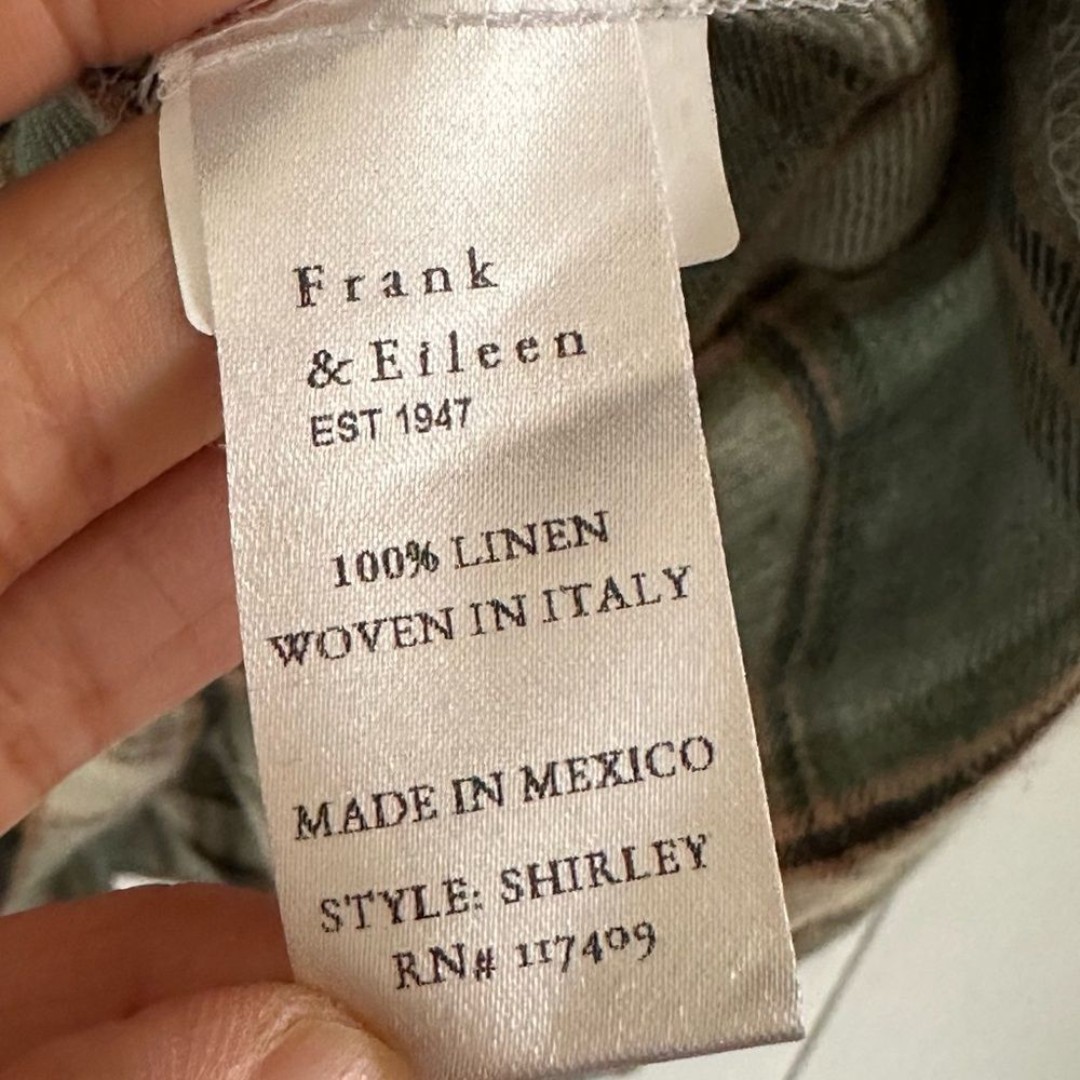 Frank
& Eileen
EST 1947
100% LINEN
WOVEN IN ITALY
MADE IN MEXICO
STYLE: SHIRLEY
RN# 117409